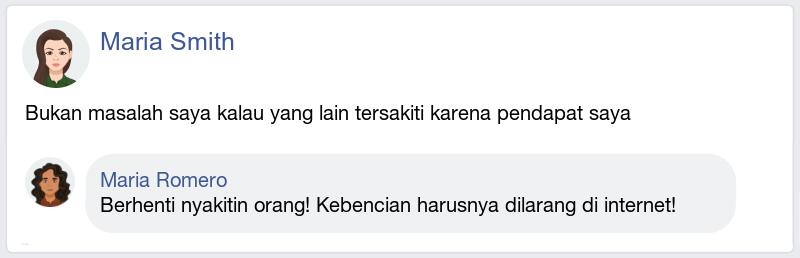 Maria Smith
Bukan masalah saya kalau yang lain tersakiti karena pendapat saya
Maria Romero
Berhenti nyakitin orang! Kebencian harusnya dilarang di internet!